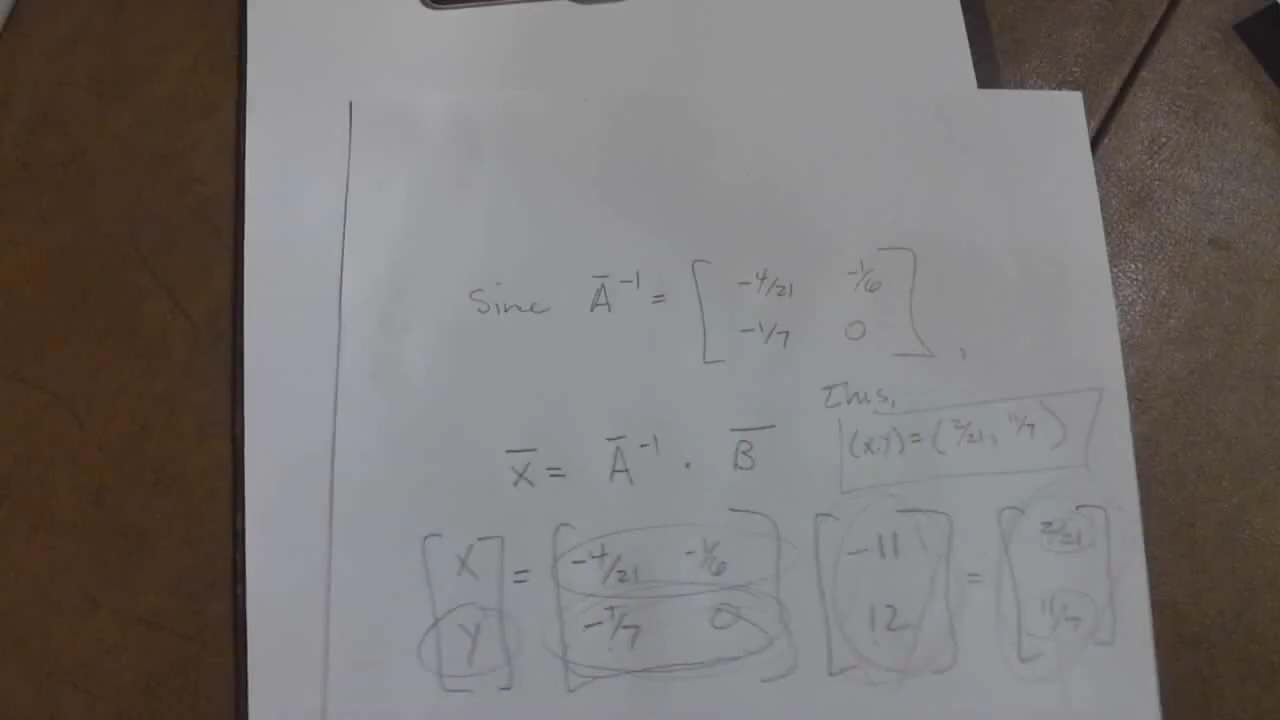 Since A̅⁻¹ = [ -4/21 -1/6
-1/7 0 ] ,
Thus,
(x,y) = (2/21, 11/7)
X̅ = A̅⁻¹ · B̅
[ X = [ -4/21 -1/6 [ -11 = [ 2/21
Y ] -1/7 0 ] 12 ] 11/7 ]